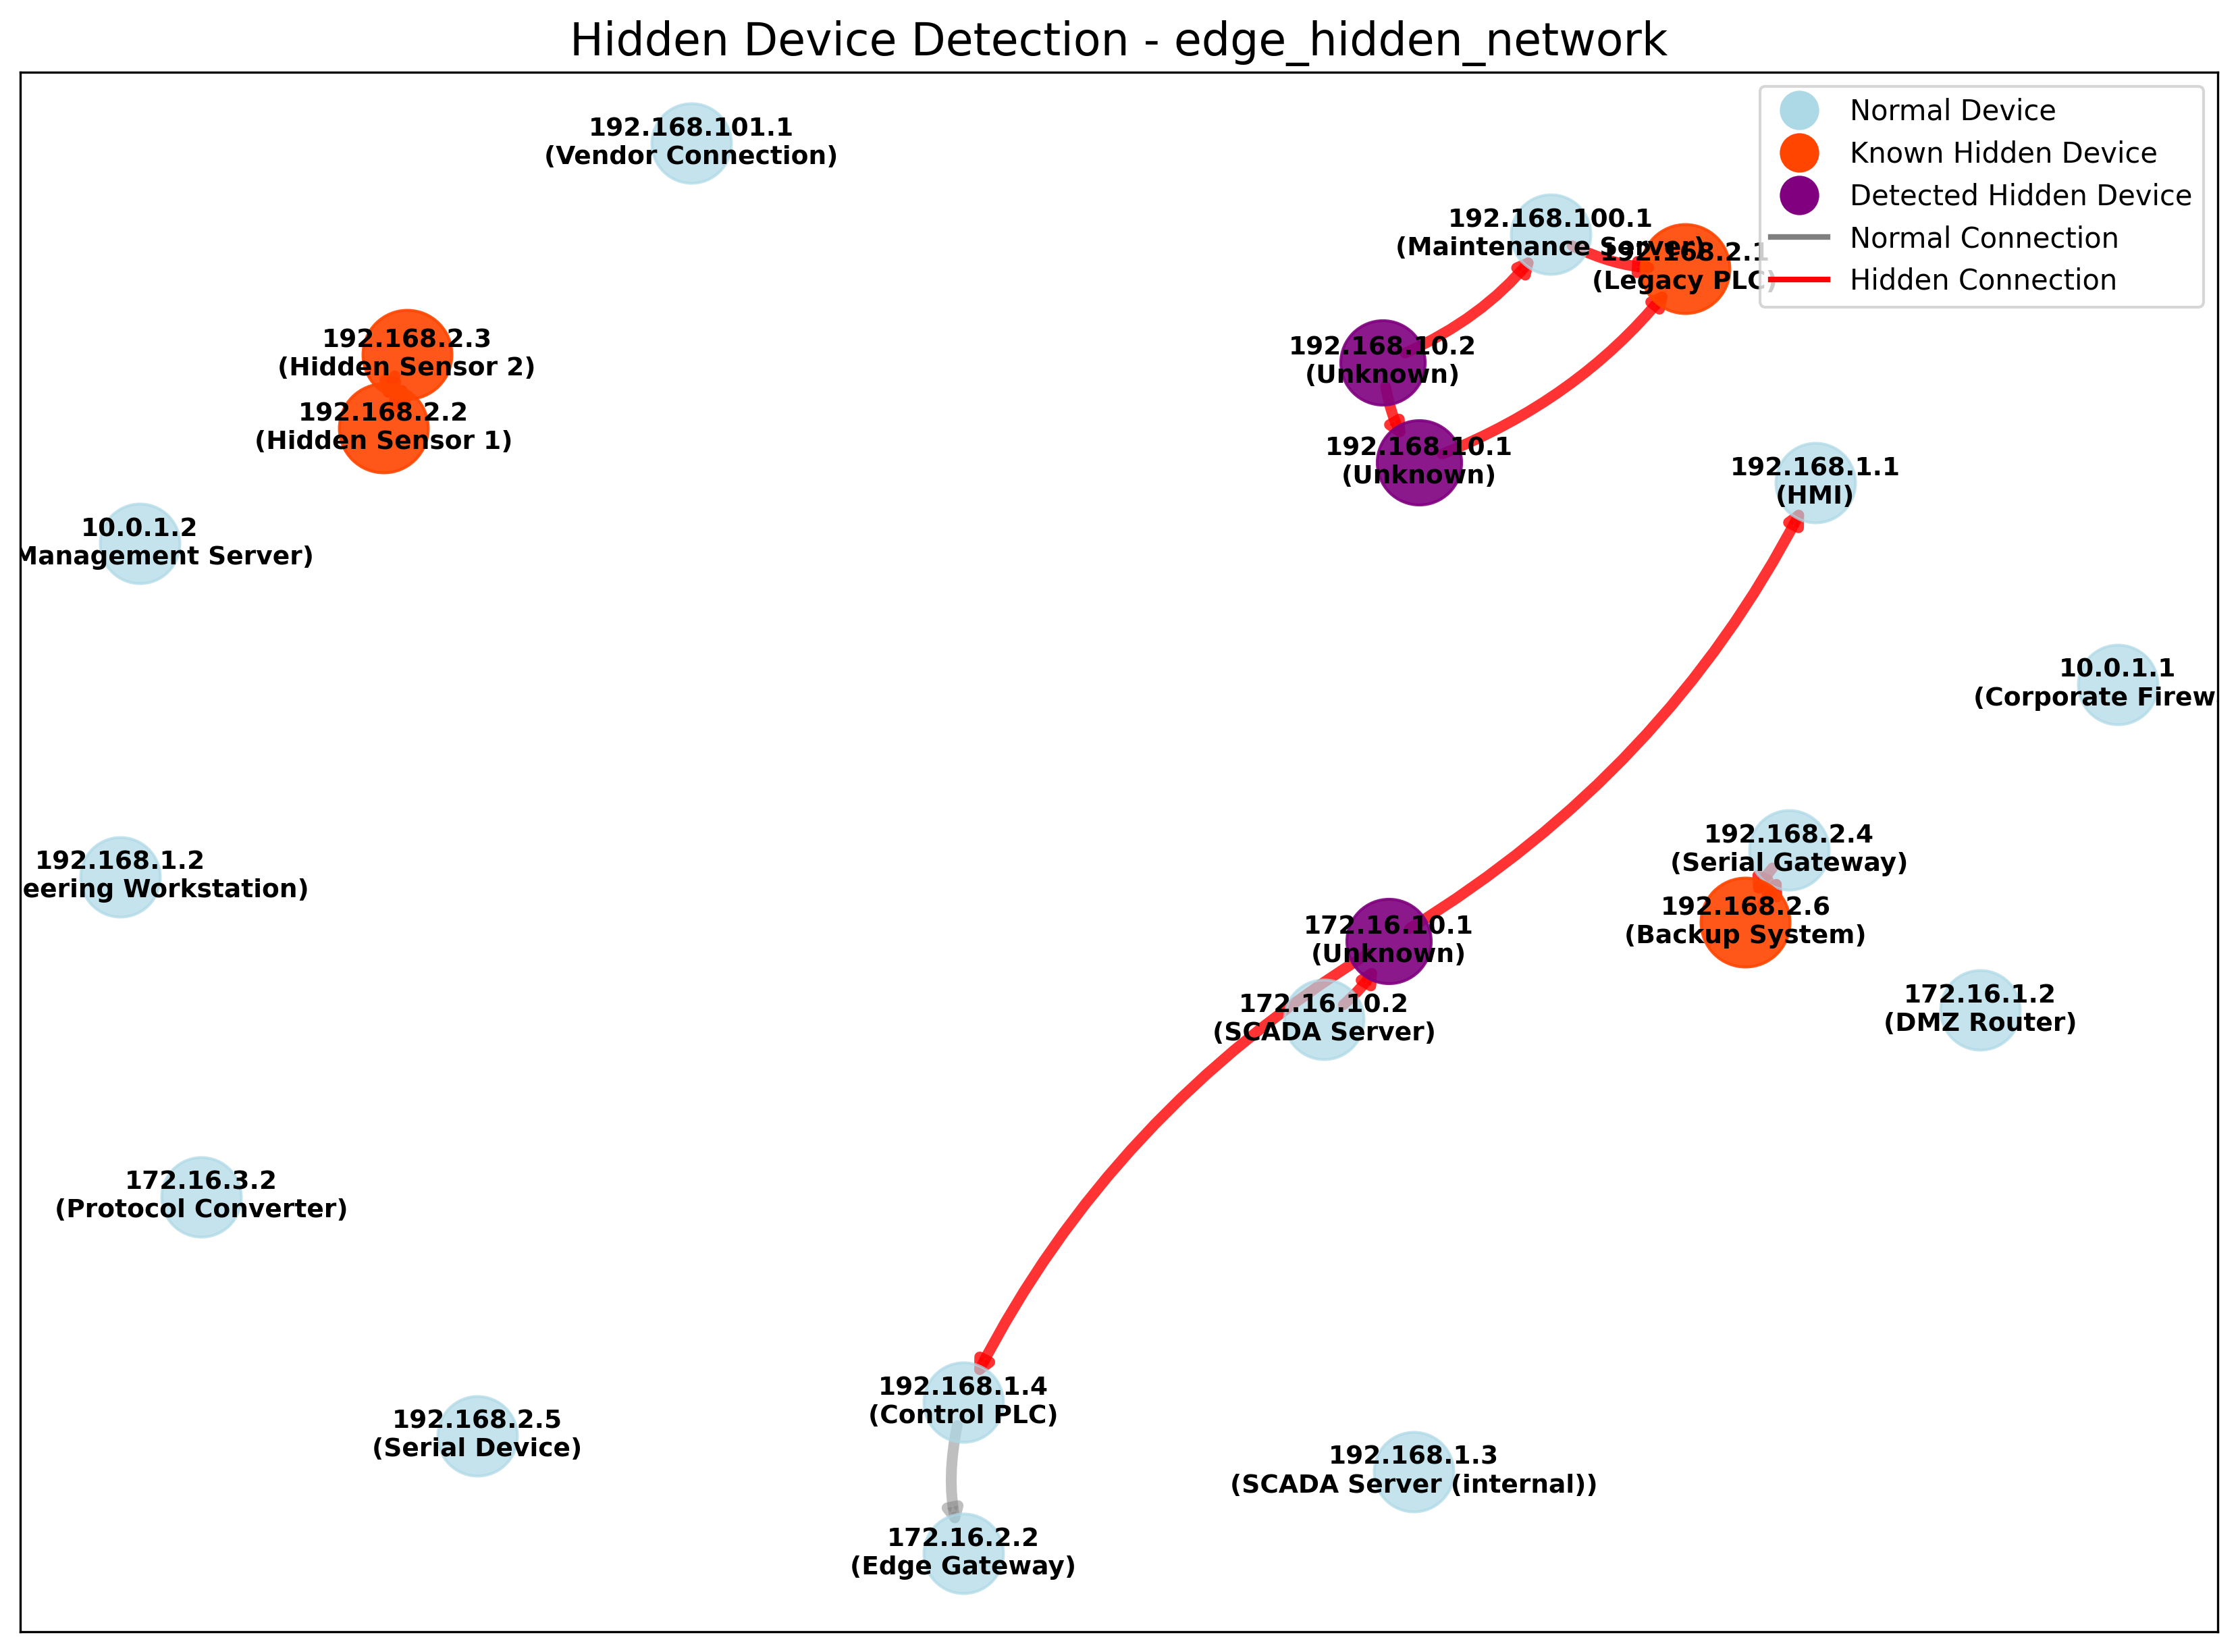 Hidden Device Detection - edge_hidden_network
192.168.101.1
(Vendor Connection)
Normal Device
Known Hidden Device
Detected Hidden Device
Normal Connection
Hidden Connection
192.168.100.1
(Maintenance Server)
192.168.2.1
(Legacy PLC)
192.168.2.3
(Hidden Sensor 2)
192.168.10.2
(Unknown)
192.168.2.2
(Hidden Sensor 1)
192.168.10.1
(Unknown)
192.168.1.1
(HMI)
10.0.1.2
Management Server)
10.0.1.1
(Corporate Firew
192.168.1.2
eering Workstation)
192.168.2.4
(Serial Gateway)
192.168.2.6
(Backup System)
172.16.10.1
(Unknown)
172.16.10.2
(SCADA Server)
172.16.1.2
(DMZ Router)
172.16.3.2
(Protocol Converter)
192.168.1.4
(Control PLC)
192.168.2.5
(Serial Device)
192.168.1.3
(SCADA Server (internal))
172.16.2.2
(Edge Gateway)